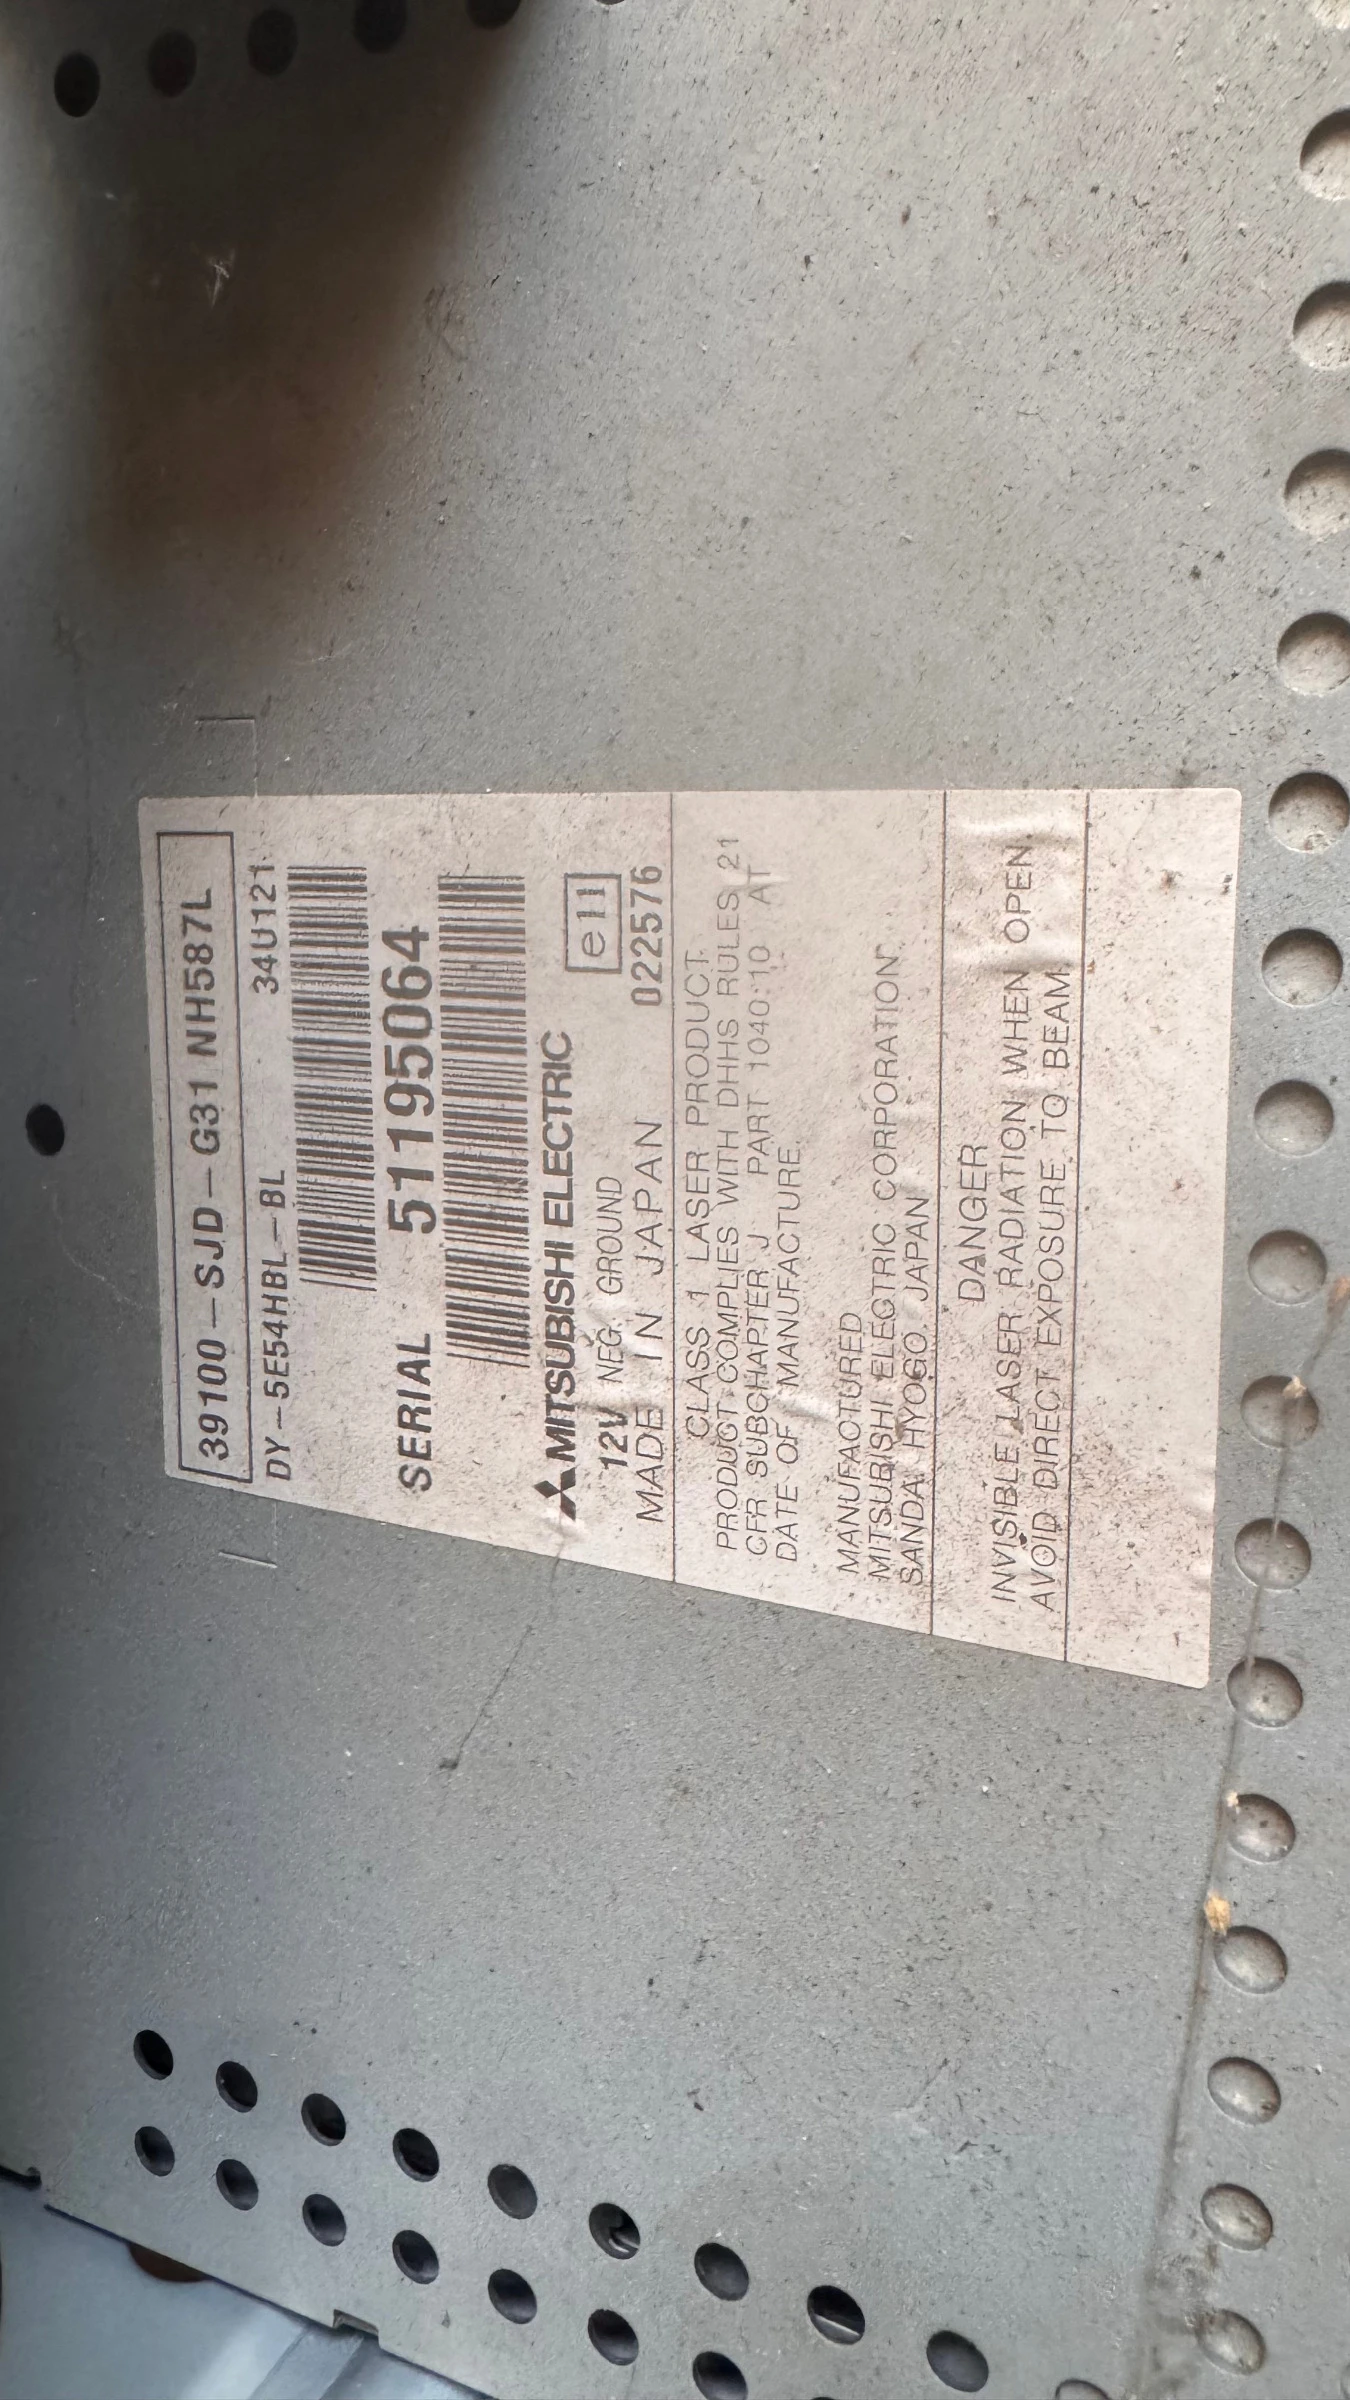 39100-SJD-G31 NH587L
DY-5E54HBL-BL 34U121
SERIAL 51195064
MITSUBISHI ELECTRIC e11
12V NEG. GROUND 022576
MADE IN JAPAN
CLASS 1 LASER PRODUCT.
PRODUCT COMPLIES WITH DHHS RULES 21
CFR SUBCHAPTER J PART 1040:10 AT
DATE OF MANUFACTURE.
MANUFACTURED
MITSUBISHI ELECTRIC CORPORATION
SANDA, HYOGO, JAPAN
DANGER
INVISIBLE LASER RADIATION WHEN OPEN.
AVOID DIRECT EXPOSURE TO BEAM